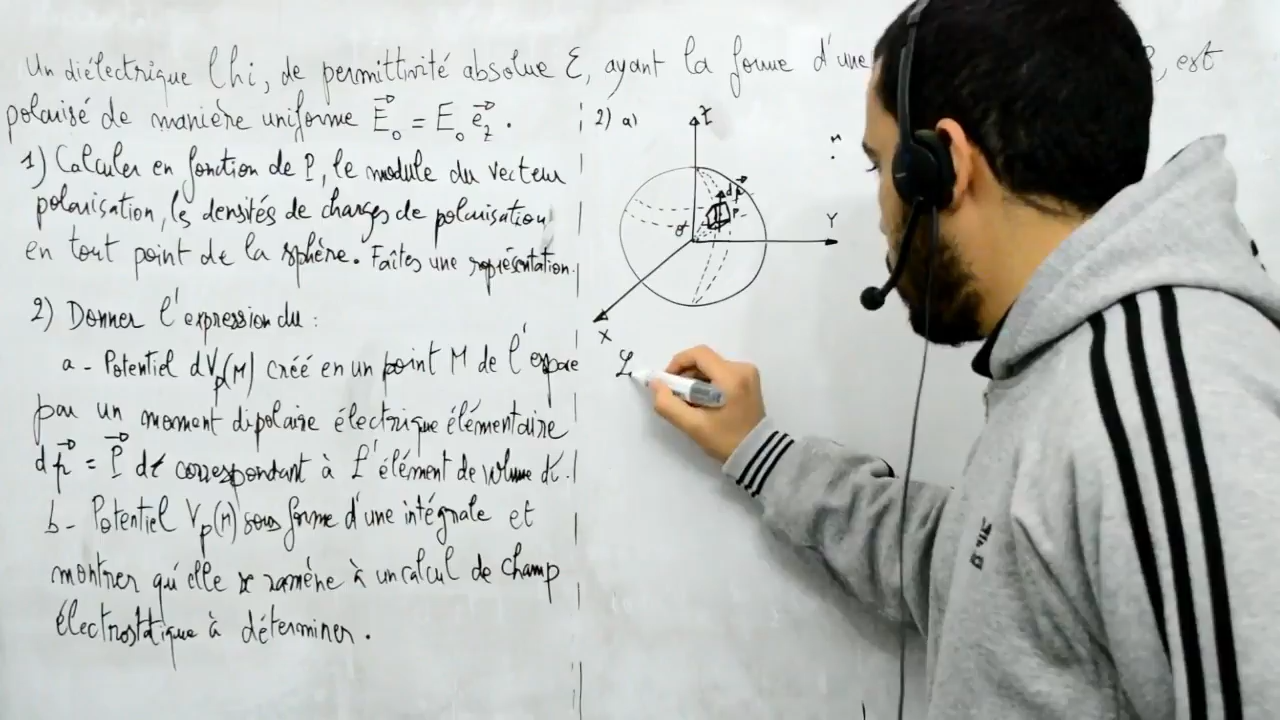 Un diélectrique lhi, de permittivité absolue ε, ayant la forme d'une
est
polarisé de manière uniforme E⃗₀ = E₀ e⃗z.
1) Calculer en fonction de P, le module du vecteur
polarisation, les densités de charges de polarisation
en tout point de la sphère. Faites une représentation.
2) Donner l'expression du :
a - Potentiel dVp(M) créé en un point M de l'espace
par un moment dipolaire électrique élémentaire
dp⃗ = P⃗ dτ correspondant à L'élément de volume dτ.
b - Potentiel Vp(M) sous forme d'une intégrale et
montrer qu'elle se ramène à un calcul de champ
électrostatique à déterminer.
2) a)
Z
M
dp⃗
P
θ
Y
X